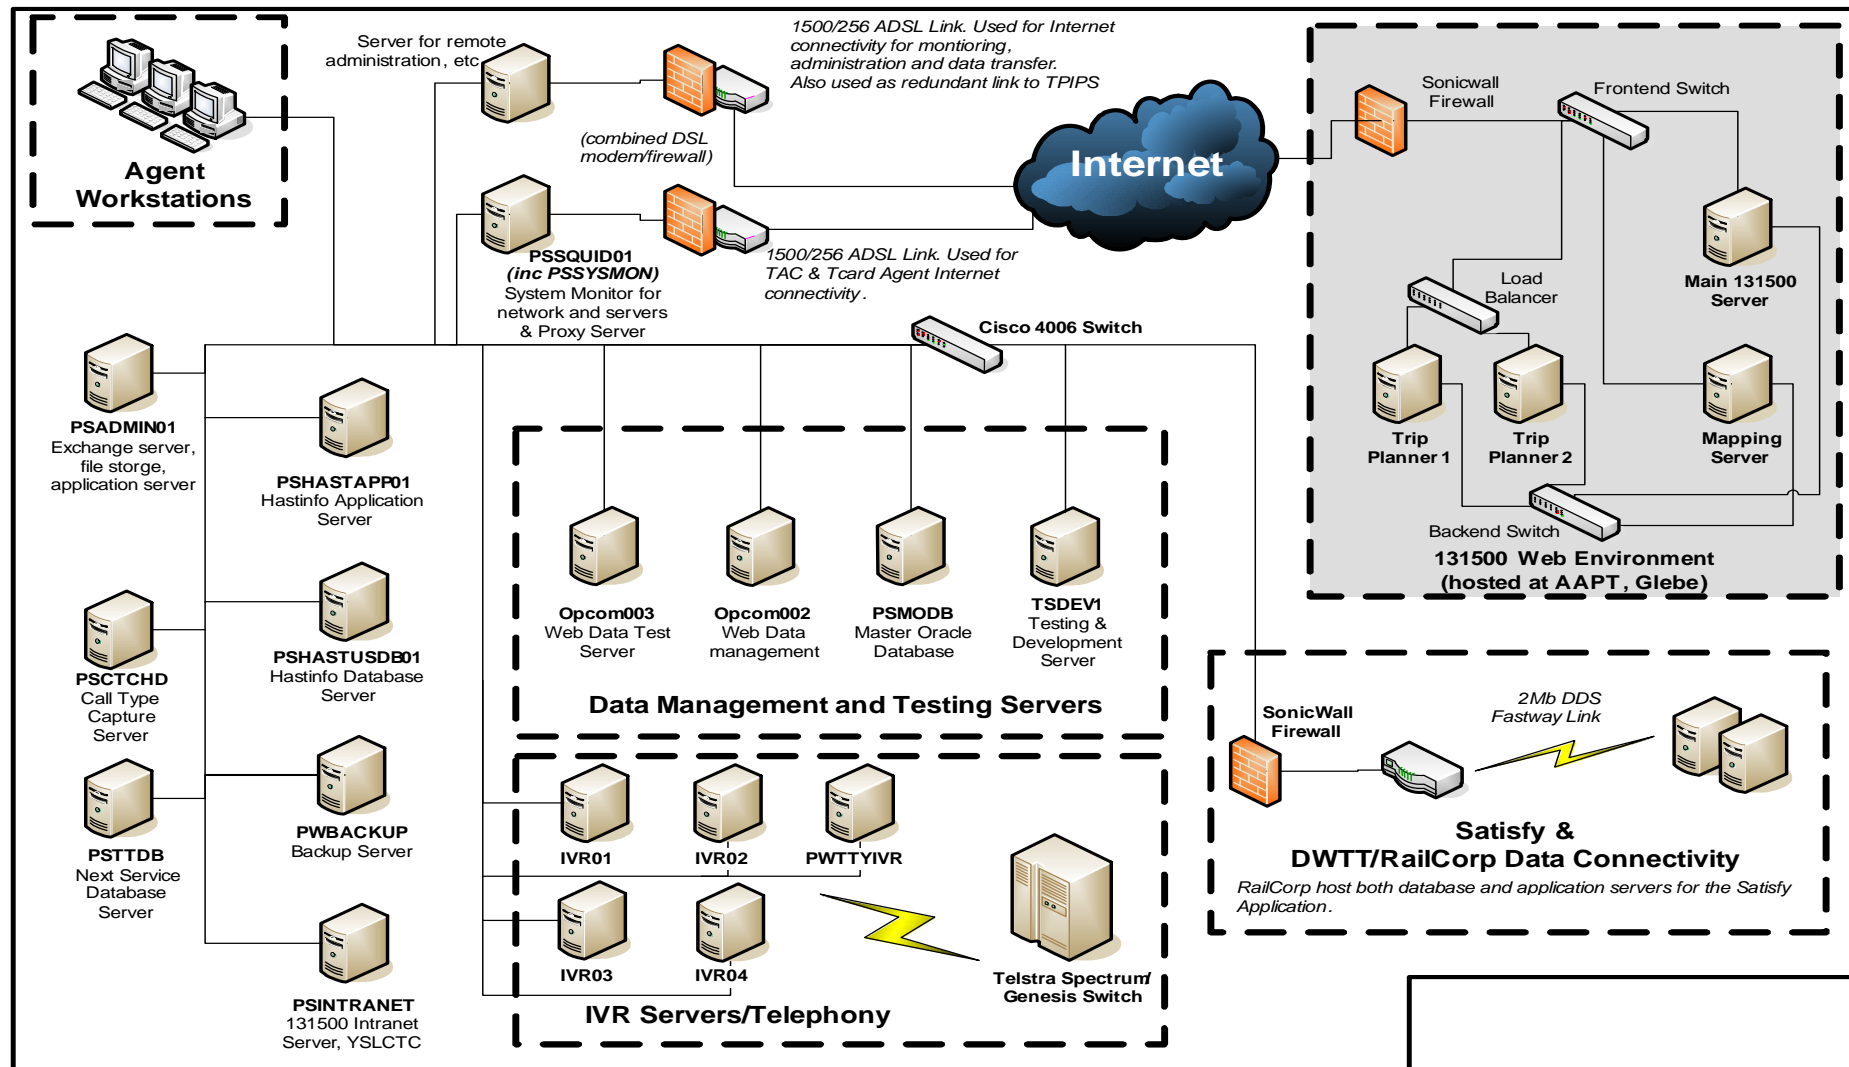 Agent
Workstations
Server for remote
administration, etc
1500/256 ADSL Link. Used for Internet
connectivity for montioring,
administration and data transfer.
Also used as redundant link to TPIPS
(combined DSL
modem/firewall)
Internet
Sonicwall
Firewall
Frontend Switch
Main 131500
Server
Load
Balancer
Trip
Planner 1
Trip
Planner 2
Mapping
Server
Backend Switch
131500 Web Environment
(hosted at AAPT, Glebe)
PSSQUID01
(inc PSSYSMON)
System Monitor for
network and servers
& Proxy Server
1500/256 ADSL Link. Used for
TAC & Tcard Agent Internet
connectivity.
Cisco 4006 Switch
PSADMIN01
Exchange server,
file storge,
application server
PSHASTAPP01
Hastinfo Application
Server
PSCTCHD
Call Type
Capture
Server
PSHASTUSDB01
Hastinfo Database
Server
PSTTDB
Next Service
Database
Server
PWBACKUP
Backup Server
PSINTRANET
131500 Intranet
Server, YSLCTC
Opcom003
Web Data Test
Server
Opcom002
Web Data
management
PSMODB
Master Oracle
Database
TSDEV1
Testing &
Development
Server
Data Management and Testing Servers
IVR01
IVR02
PWTTYIVR
IVR03
IVR04
Telstra Spectrum/
Genesis Switch
IVR Servers/Telephony
SonicWall
Firewall
2Mb DDS
Fastway Link
Satisfy &
DWTT/RailCorp Data Connectivity
RailCorp host both database and application servers for the Satisfy
Application.